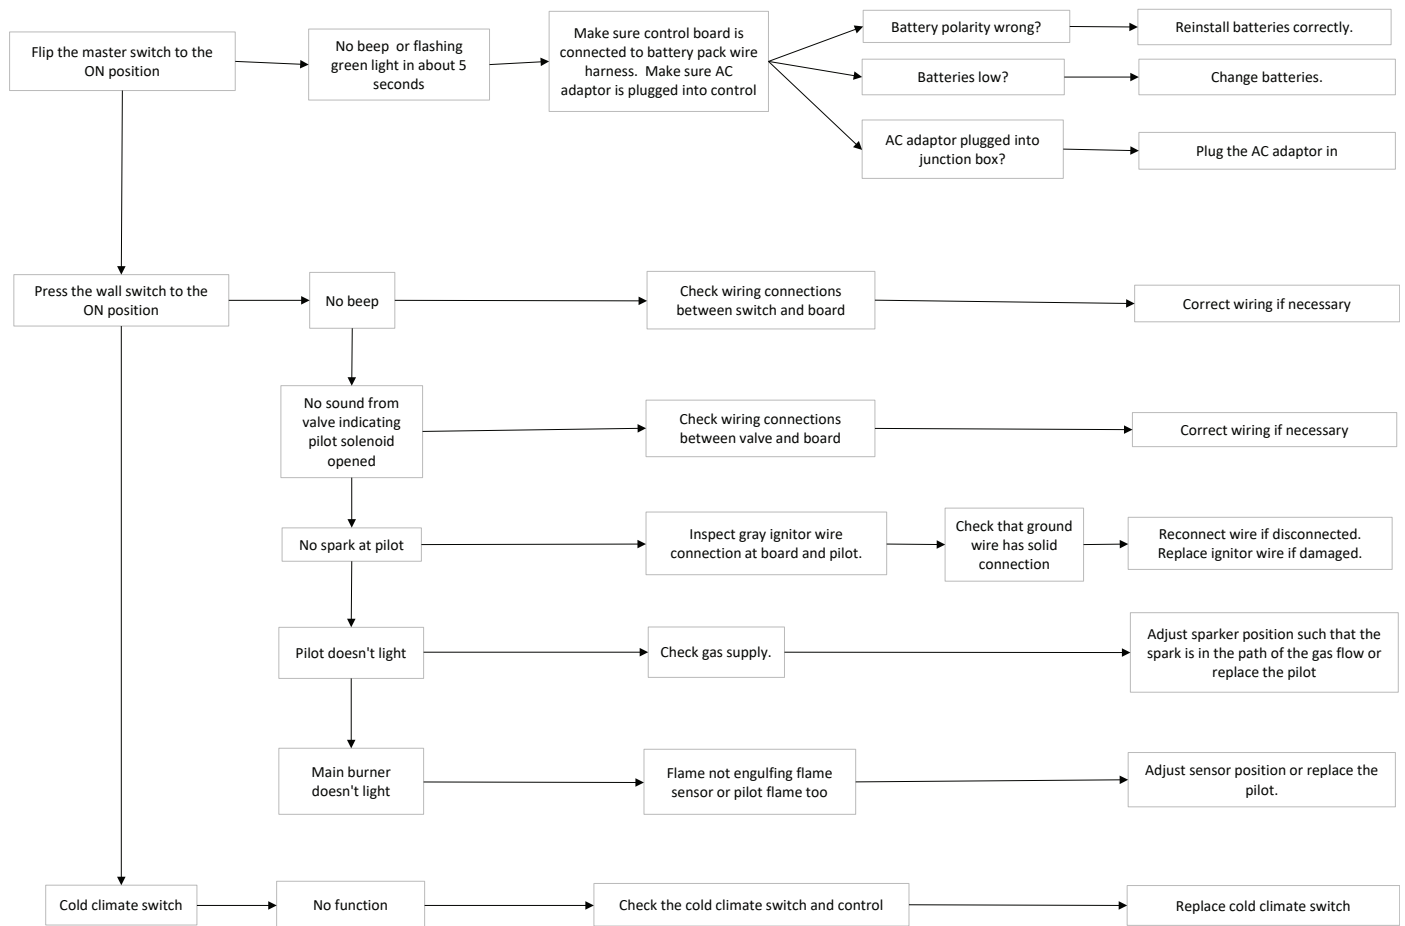 Flip the master switch to the
ON position
No beep or flashing
green light in about 5
seconds
Make sure control board is
connected to battery pack wire
harness. Make sure AC
adaptor is plugged into control
Battery polarity wrong?
Reinstall batteries correctly.
Batteries low?
Change batteries.
AC adaptor plugged into
junction box?
Plug the AC adaptor in
Press the wall switch to the
ON position
No beep
Check wiring connections
between switch and board
Correct wiring if necessary
No sound from
valve indicating
pilot solenoid
opened
Check wiring connections
between valve and board
Correct wiring if necessary
No spark at pilot
Inspect gray ignitor wire
connection at board and pilot.
Check that ground
wire has solid
connection
Reconnect wire if disconnected.
Replace ignitor wire if damaged.
Pilot doesn't light
Check gas supply.
Adjust sparker position such that the
spark is in the path of the gas flow or
replace the pilot
Main burner
doesn't light
Flame not engulfing flame
sensor or pilot flame too
Adjust sensor position or replace the
pilot.
Cold climate switch
No function
Check the cold climate switch and control
Replace cold climate switch